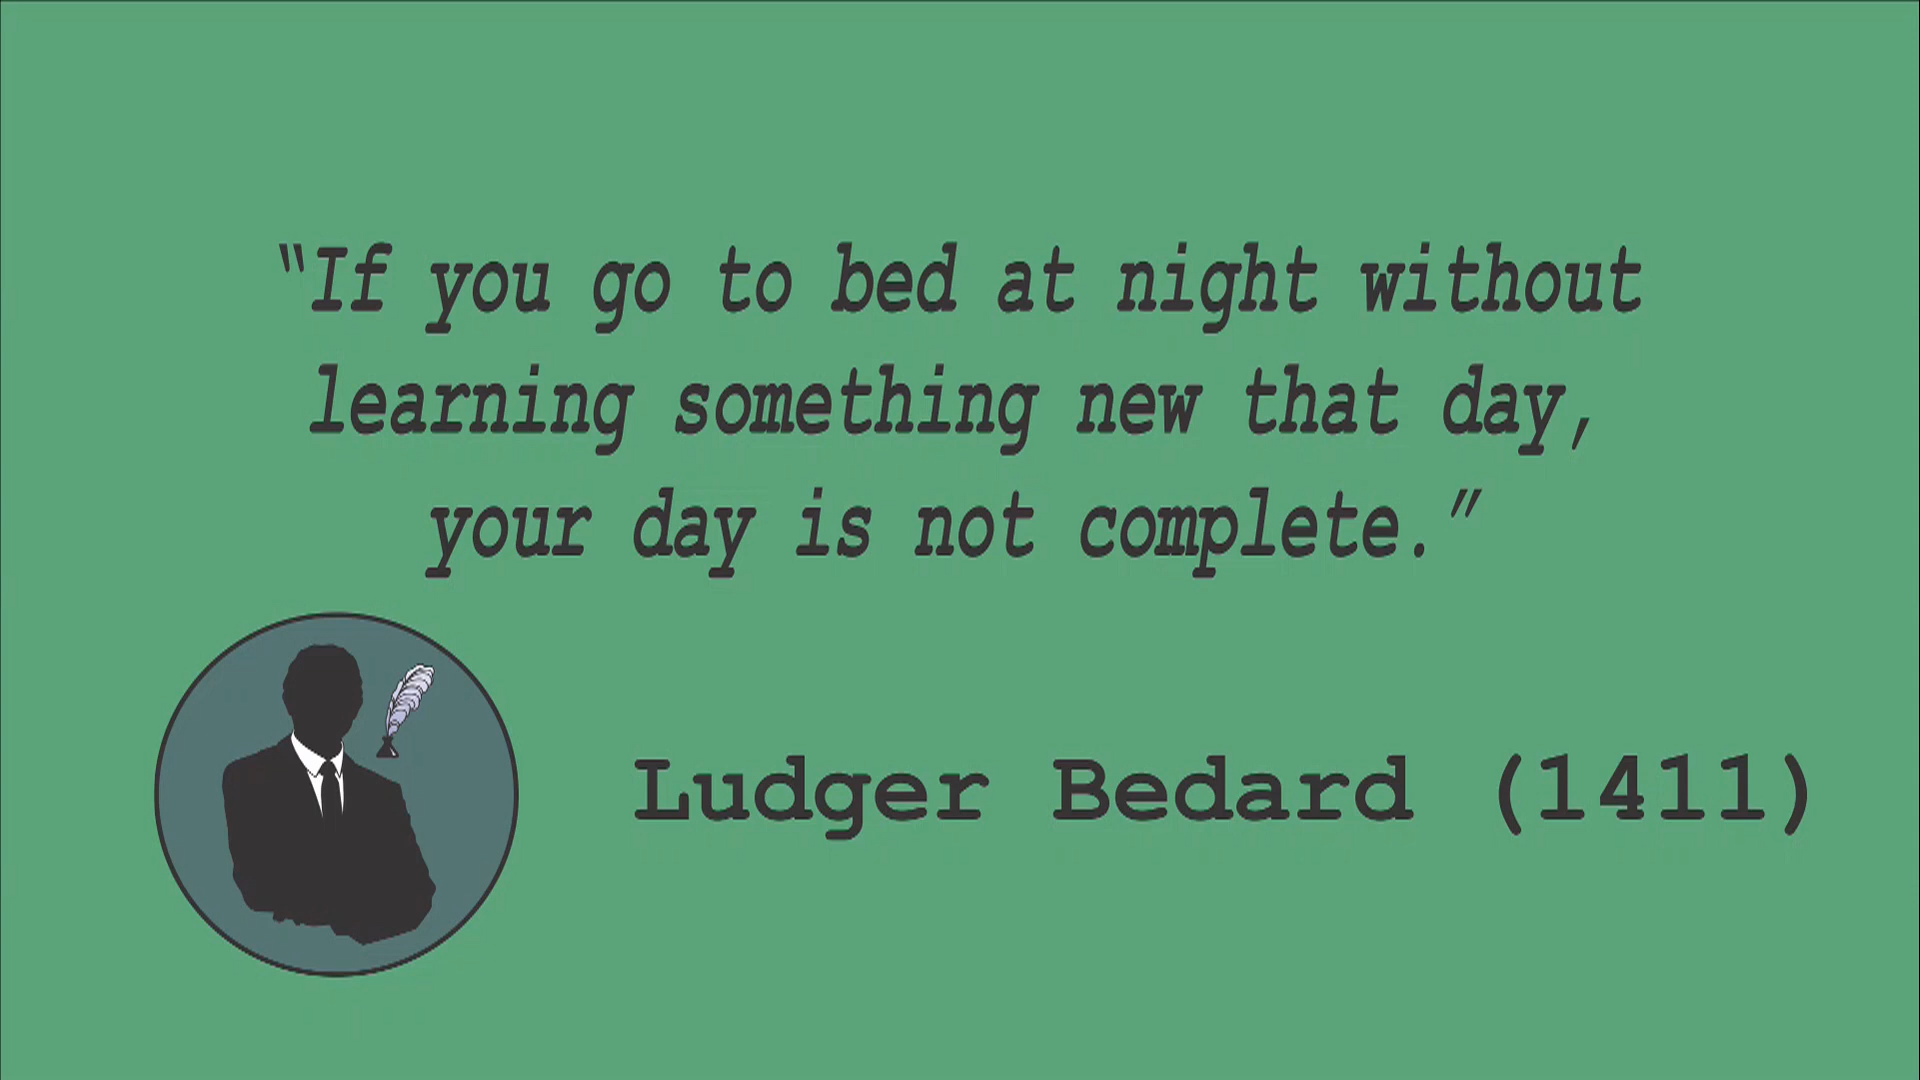 “If you go to bed at night without
learning something new that day,
your day is not complete.”
Ludger Bedard (1411)